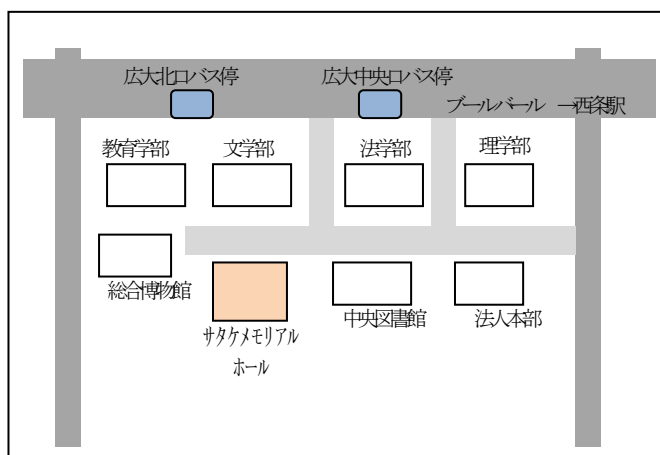 広大北口バス停
広大中央口バス停
ブールバール →西条駅
教育学部
文学部
法学部
理学部
総合博物館
サタケメモリアル
ホール
中央図書館
法人本部